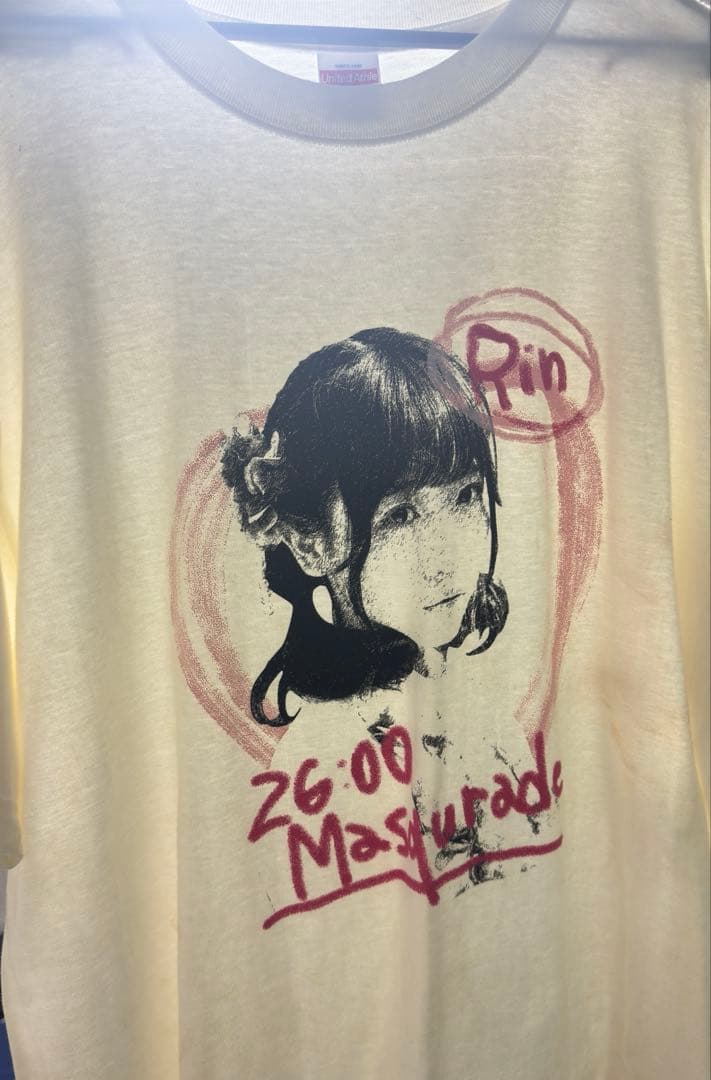 United Athle
Rin
26:00
Masqurade